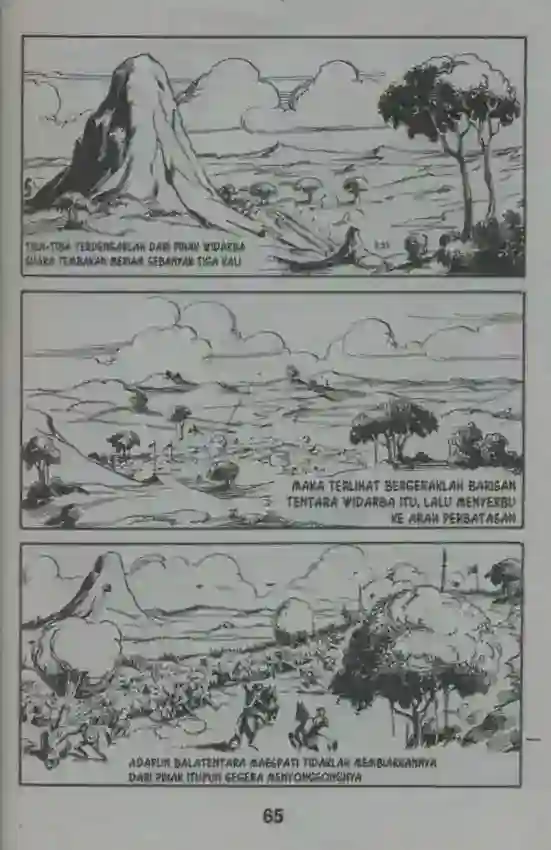 TIBA-TIBA TERDENGARLAH DARI PIHAK WIDARBA
SUARA TEMBAKAN MERIAM SEBANYAK TIGA KALI
MAKA TERLIHAT BERGERAKLAH BARISAN
TENTARA WIDARBA ITU, LALU MENYERBU
KE ARAH PERBATASAN
ADAPUN BALATENTARA MAESPATI TIDAKLAH MEMBIARKANNYA
DARI PIHAK ITUPUN SEGERA MENYONGSONGNYA
65